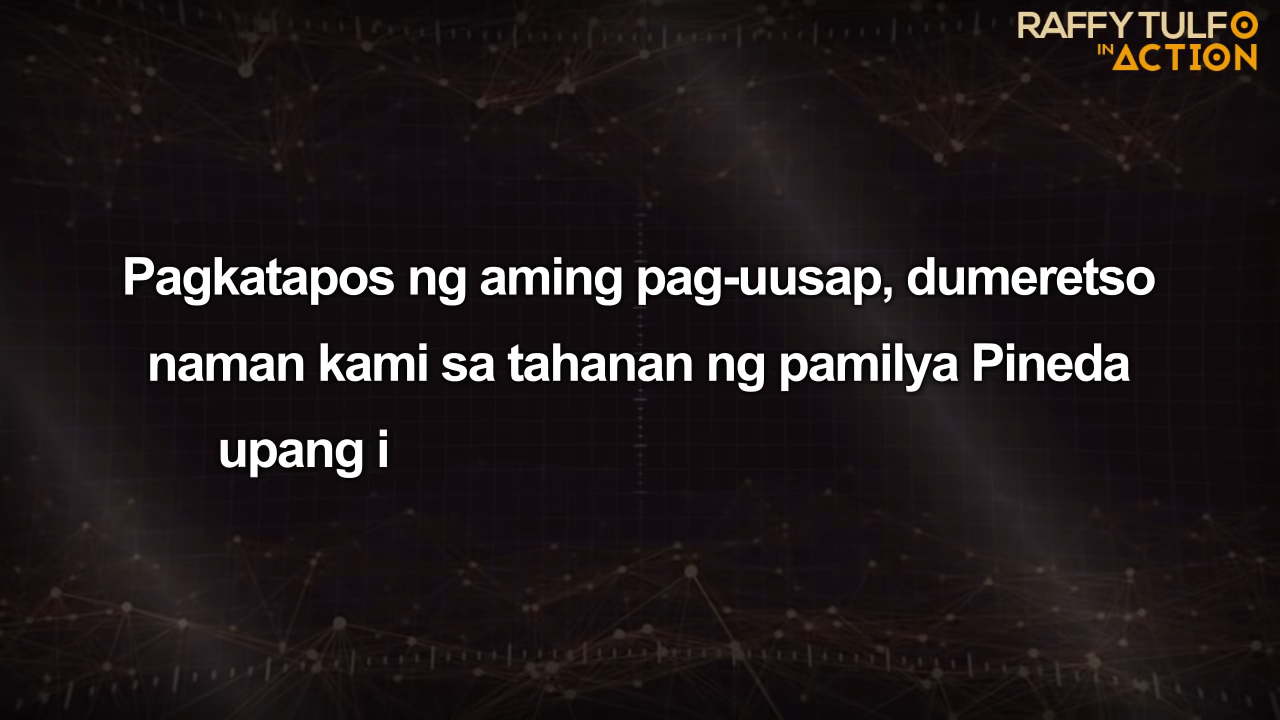 RAFFY TULFO
IN ACTION
Pagkatapos ng aming pag-uusap, dumeretso
naman kami sa tahanan ng pamilya Pineda
upang i